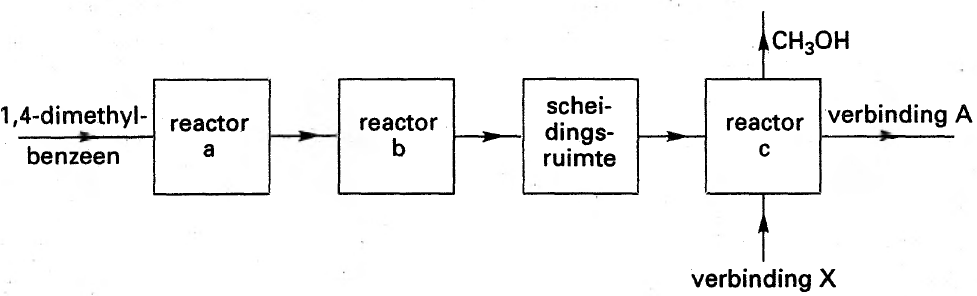 1,4-dimethyl-
benzeen
reactor
a
reactor
b
schei-
dings-
ruimte
reactor
c
CH₃OH
verbinding A
verbinding X